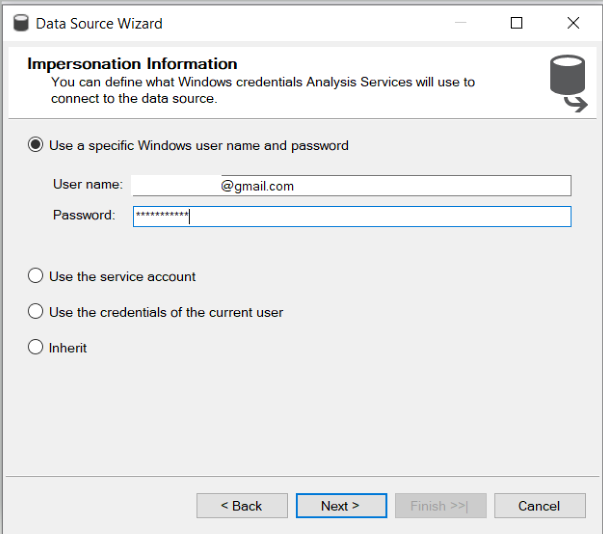 Data Source Wizard
Impersonation Information
You can define what Windows credentials Analysis Services will use to
connect to the data source.
Use a specific Windows user name and password
User name: @gmail.com
Password: ***********
Use the service account
Use the credentials of the current user
Inherit
< Back Next > Finish >>| Cancel